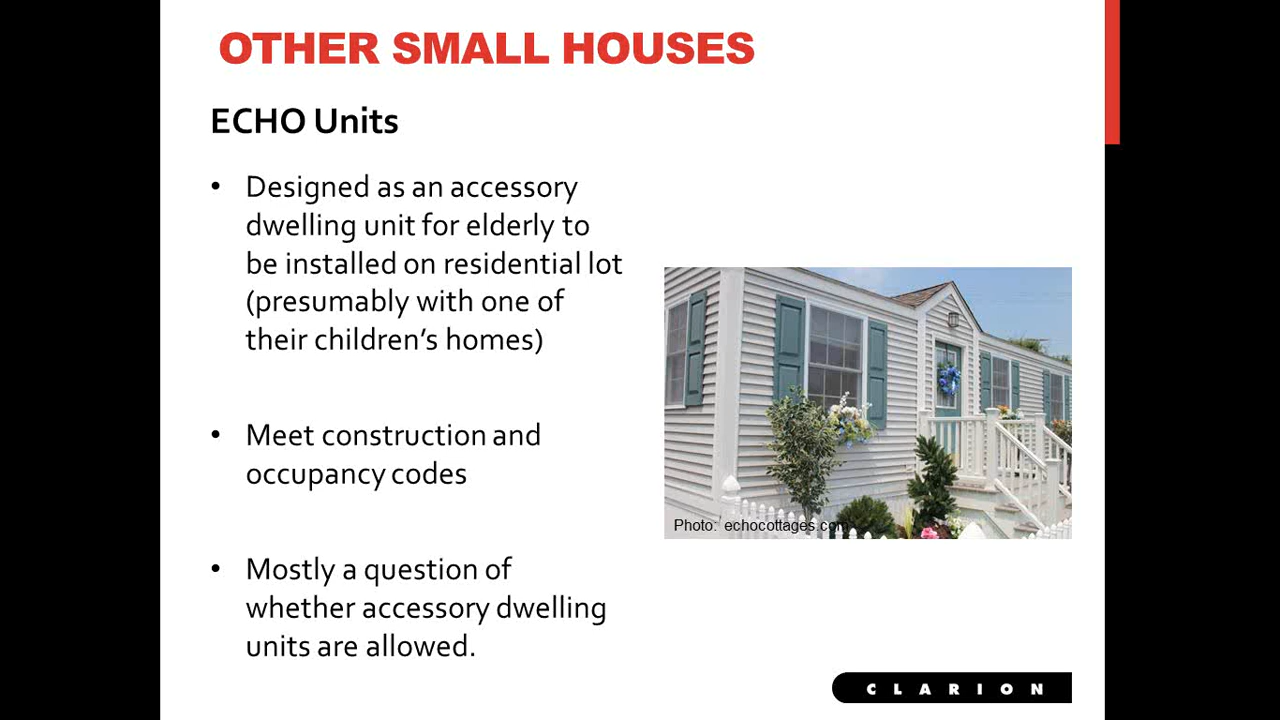 OTHER SMALL HOUSES
ECHO Units
• Designed as an accessory
dwelling unit for elderly to
be installed on residential lot
(presumably with one of
their children’s homes)
• Meet construction and
occupancy codes
• Mostly a question of
whether accessory dwelling
units are allowed.
Photo: echocottages.com
CLARION